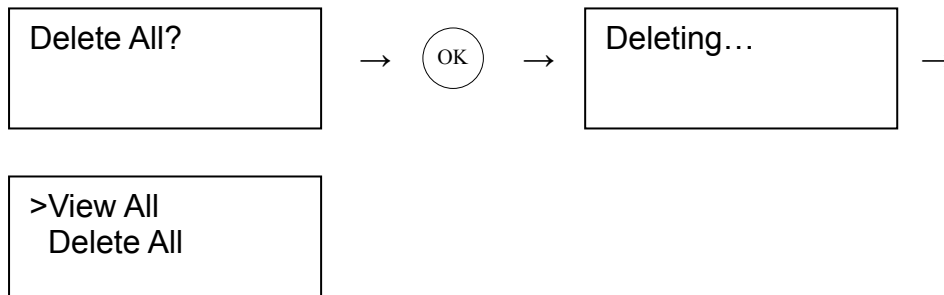 Delete All?
→ OK →
Deleting…
>View All
Delete All